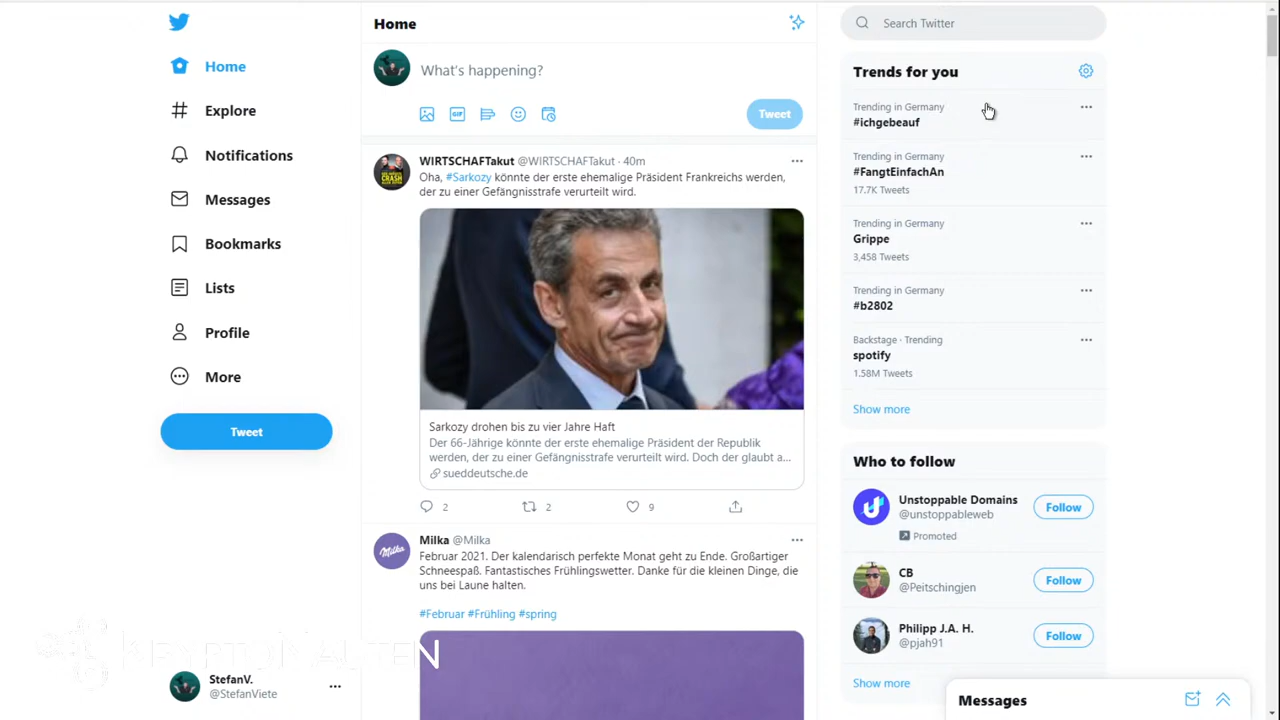 Home
Explore
Notifications
Messages
Bookmarks
Lists
Profile
More
Tweet
StefanV.
@StefanViete
KRYPTONAUTEN
Home
What's happening?
GIF
Tweet
WIRTSCHAFTakut @WIRTSCHAFTakut · 40m
Oha, #Sarkozy könnte der erste ehemalige Präsident Frankreichs werden,
der zu einer Gefängnisstrafe verurteilt wird.
Sarkozy drohen bis zu vier Jahre Haft
Der 66-Jährige könnte der erste ehemalige Präsident der Republik
werden, der zu einer Gefängnisstrafe verurteilt wird. Doch der glaubt a...
sueddeutsche.de
2 2 9
Milka @Milka
Februar 2021. Der kalendarisch perfekte Monat geht zu Ende. Großartiger
Schneespaß. Fantastisches Frühlingswetter. Danke für die kleinen Dinge, die
uns bei Laune halten.
#Februar #Frühling #spring
Milka
Search Twitter
Trends for you
Trending in Germany
#ichgebeauf
Trending in Germany
#FangtEinfachAn
17.7K Tweets
Trending in Germany
Grippe
3,458 Tweets
Trending in Germany
#b2802
Backstage · Trending
spotify
1.58M Tweets
Show more
Who to follow
Unstoppable Domains
@unstoppableweb
Promoted
Follow
CB
@Peitschingjen
Follow
Philipp J.A. H.
@pjah91
Follow
Show more
Messages